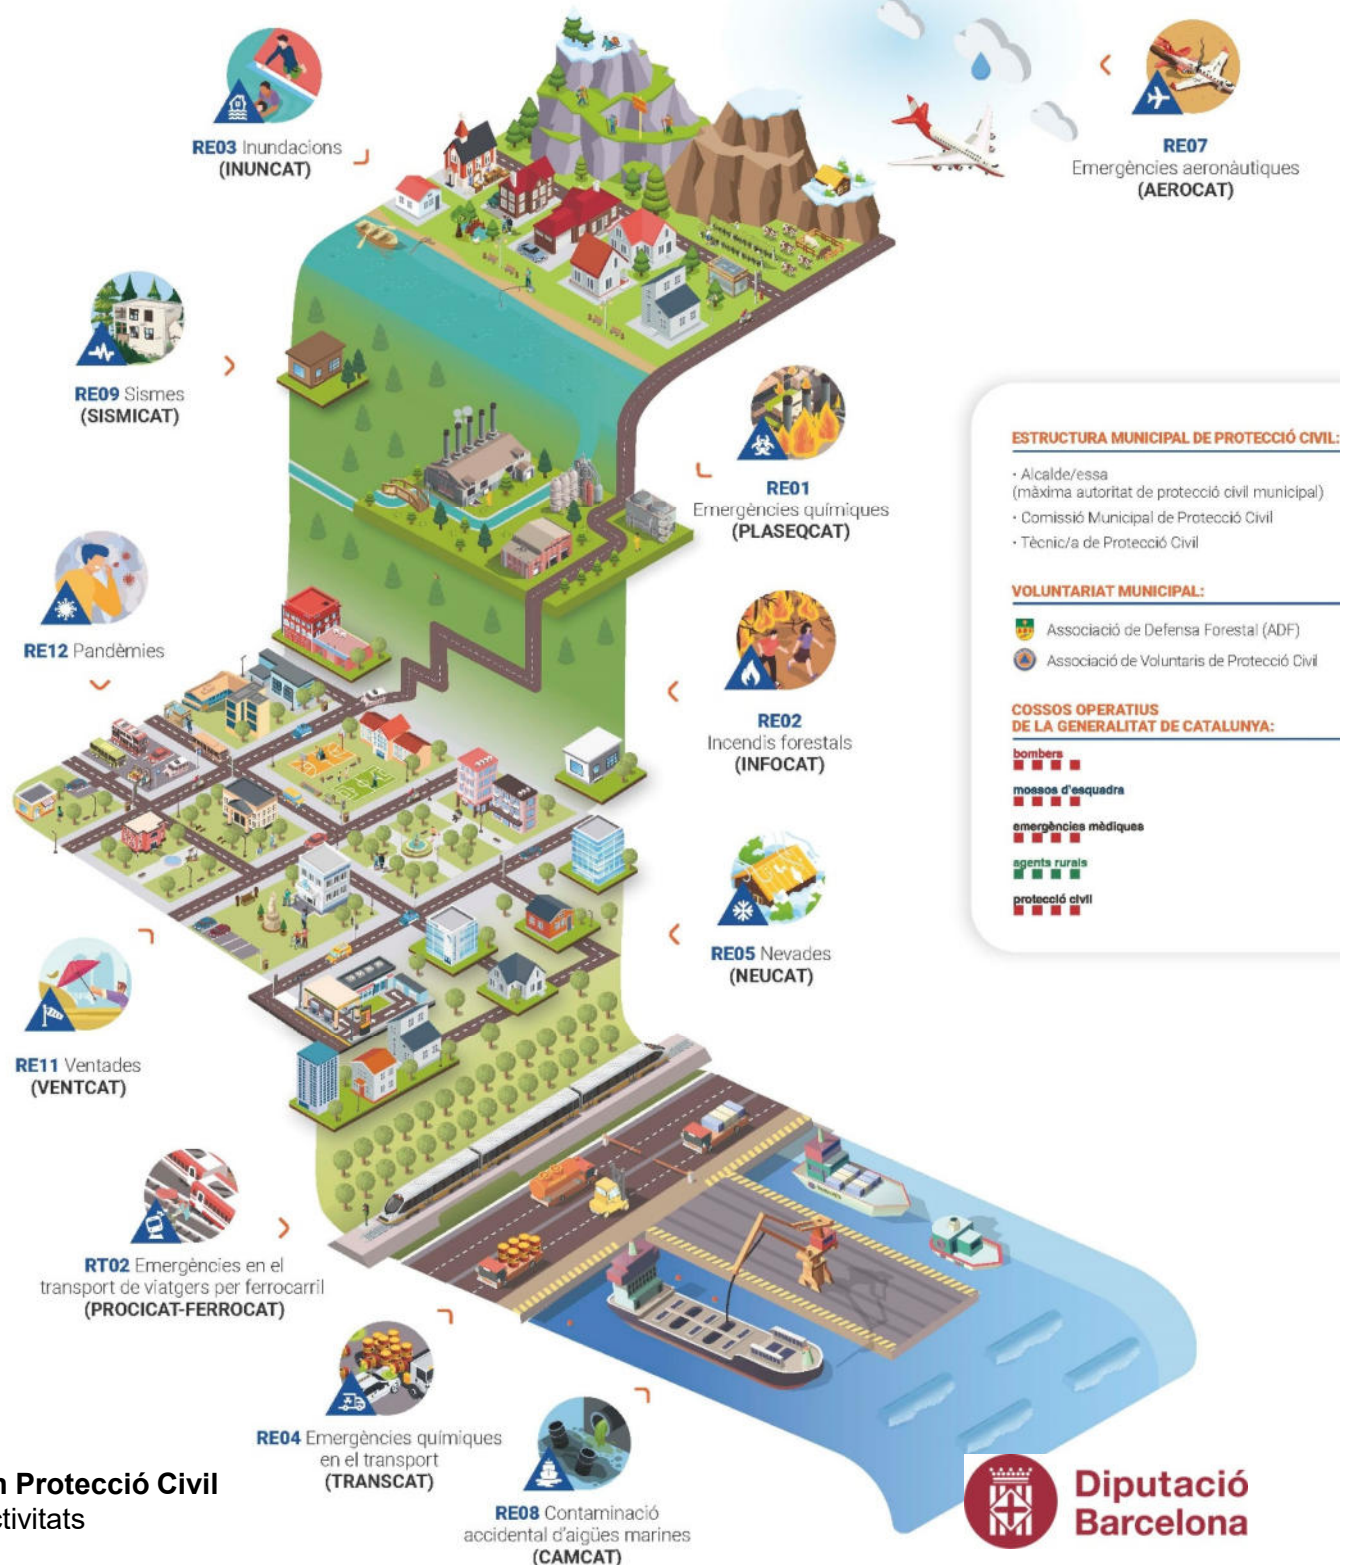 RE03 Inundacions
(INUNCAT)
RE07
Emergències aeronàutiques
(AEROCAT)
RE09 Sismes
(SISMICAT)
RE01
Emergències químiques
(PLASEQCAT)
RE12 Pandèmies
RE02
Incendis forestals
(INFOCAT)
RE05 Nevades
(NEUCAT)
RE11 Ventades
(VENTCAT)
RT02 Emergències en el
transport de viatgers per ferrocarril
(PROCICAT-FERROCAT)
RE04 Emergències químiques
en el transport
(TRANSCAT)
RE08 Contaminació
accidental d'aigües marines
(CAMCAT)
ESTRUCTURA MUNICIPAL DE PROTECCIÓ CIVIL:
· Alcalde/essa
(màxima autoritat de protecció civil municipal)
· Comissió Municipal de Protecció Civil
· Tècnic/a de Protecció Civil
VOLUNTARIAT MUNICIPAL:
Associació de Defensa Forestal (ADF)
Associació de Voluntaris de Protecció Civil
COSSOS OPERATIUS
DE LA GENERALITAT DE CATALUNYA:
bombers
mossos d'esquadra
emergències mèdiques
agents rurals
protecció civil
Protecció Civil
Diputació
Barcelona